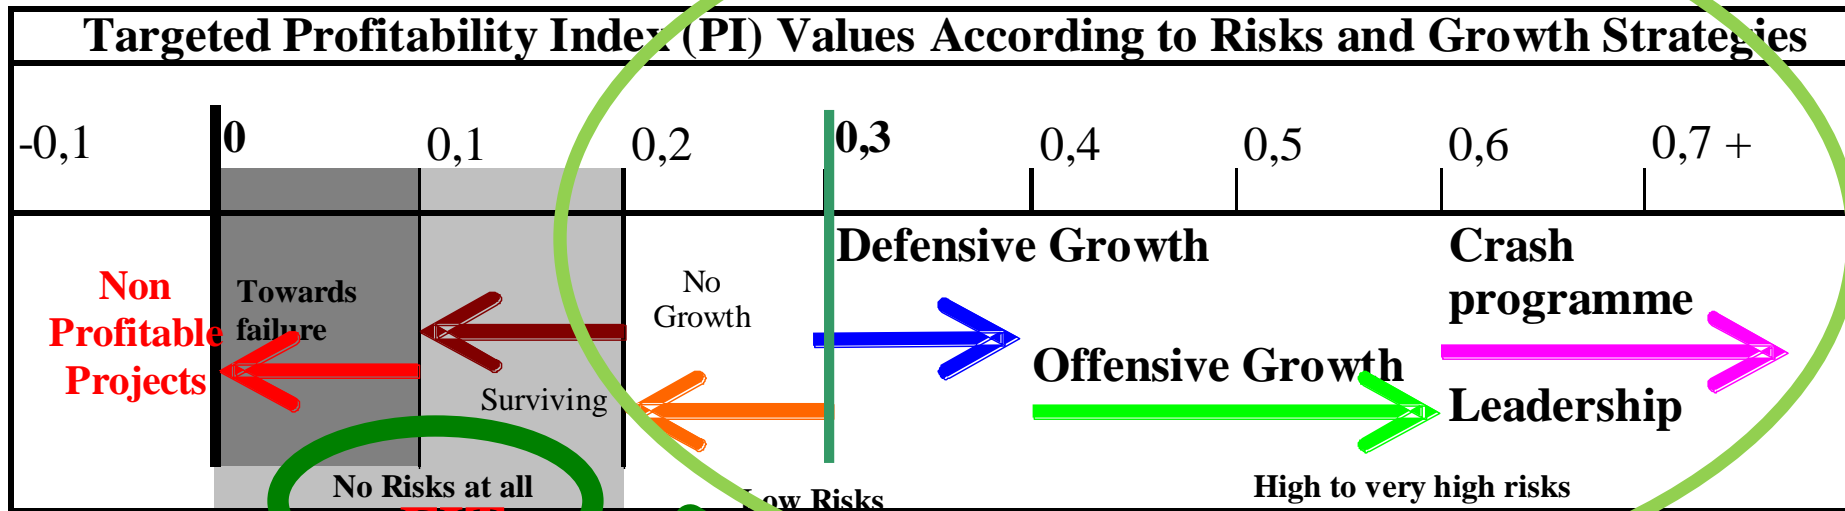 Targeted Profitability Index (PI) Values According to Risks and Growth Strategies
-0,1 0 0,1 0,2 0,3 0,4 0,5 0,6 0,7 +
Non
Profitable
Projects
Towards
failure
Surviving
No
Growth
Defensive Growth
Offensive Growth
Crash
programme
Leadership
No Risks at all
Low Risks
High to very high risks